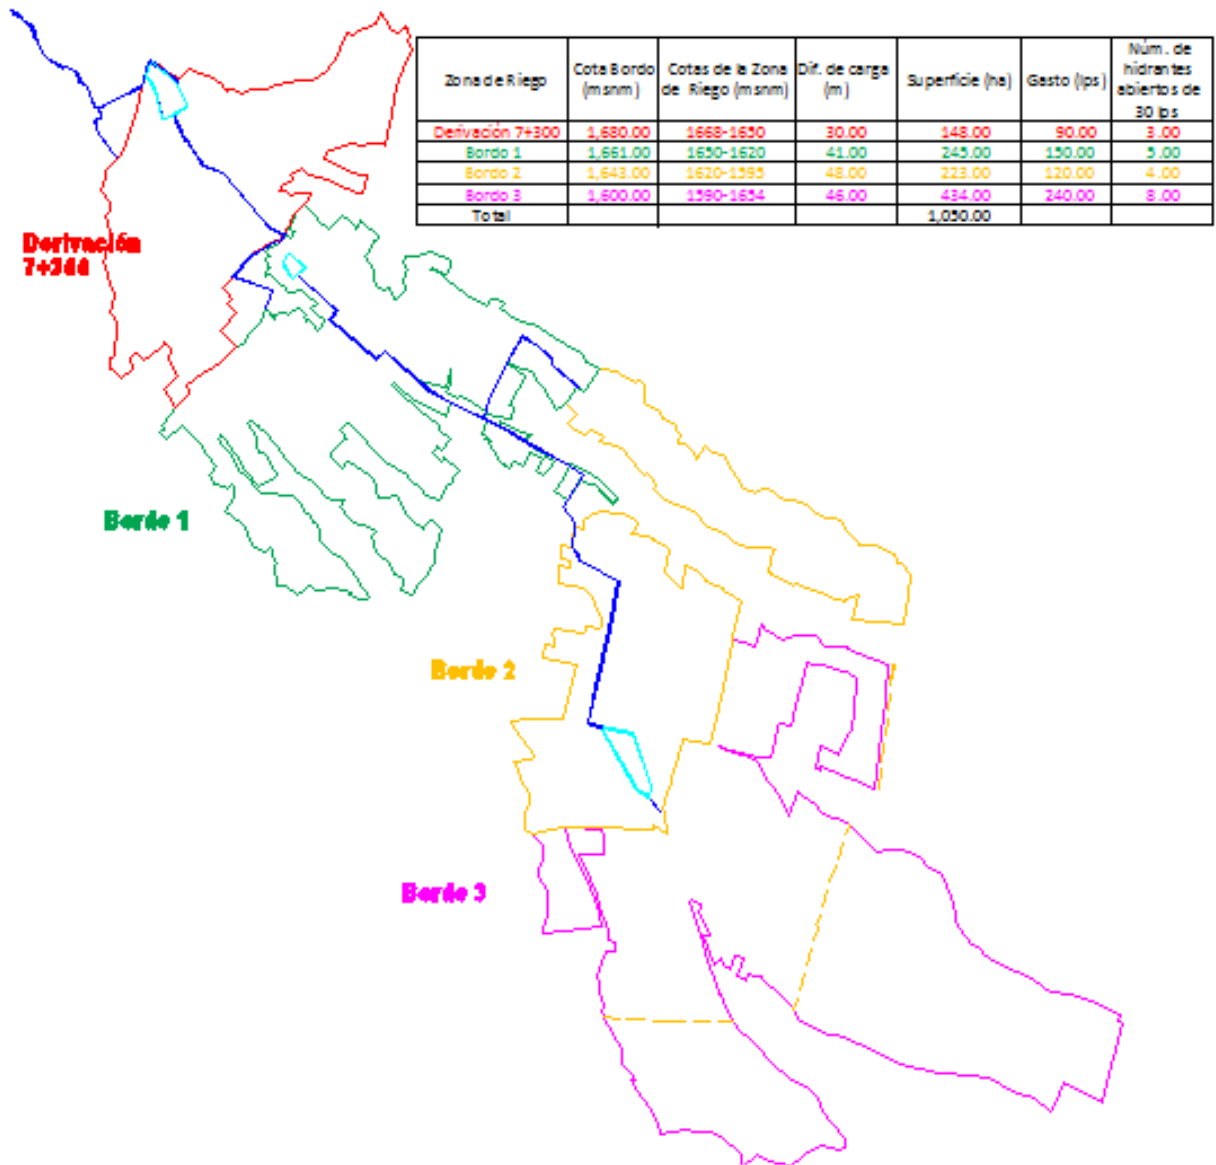 Zona de Riego Cota Bordo (msnm) Cotas de la Zona de Riego (msnm) Dif. de carga (m) Superficie (ha) Gasto (lps) Núm. de hidrantes abiertos de 30 lps
Derivación 7+300 1,680.00 1668-1650 30.00 148.00 90.00 3.00
Bordo 1 1,661.00 1650-1620 41.00 245.00 150.00 5.00
Bordo 2 1,643.00 1620-1595 48.00 223.00 120.00 4.00
Bordo 3 1,600.00 1590-1554 46.00 434.00 240.00 8.00
Total 1,050.00
Derivación
Bordo 1
Bordo 2
Bordo 3